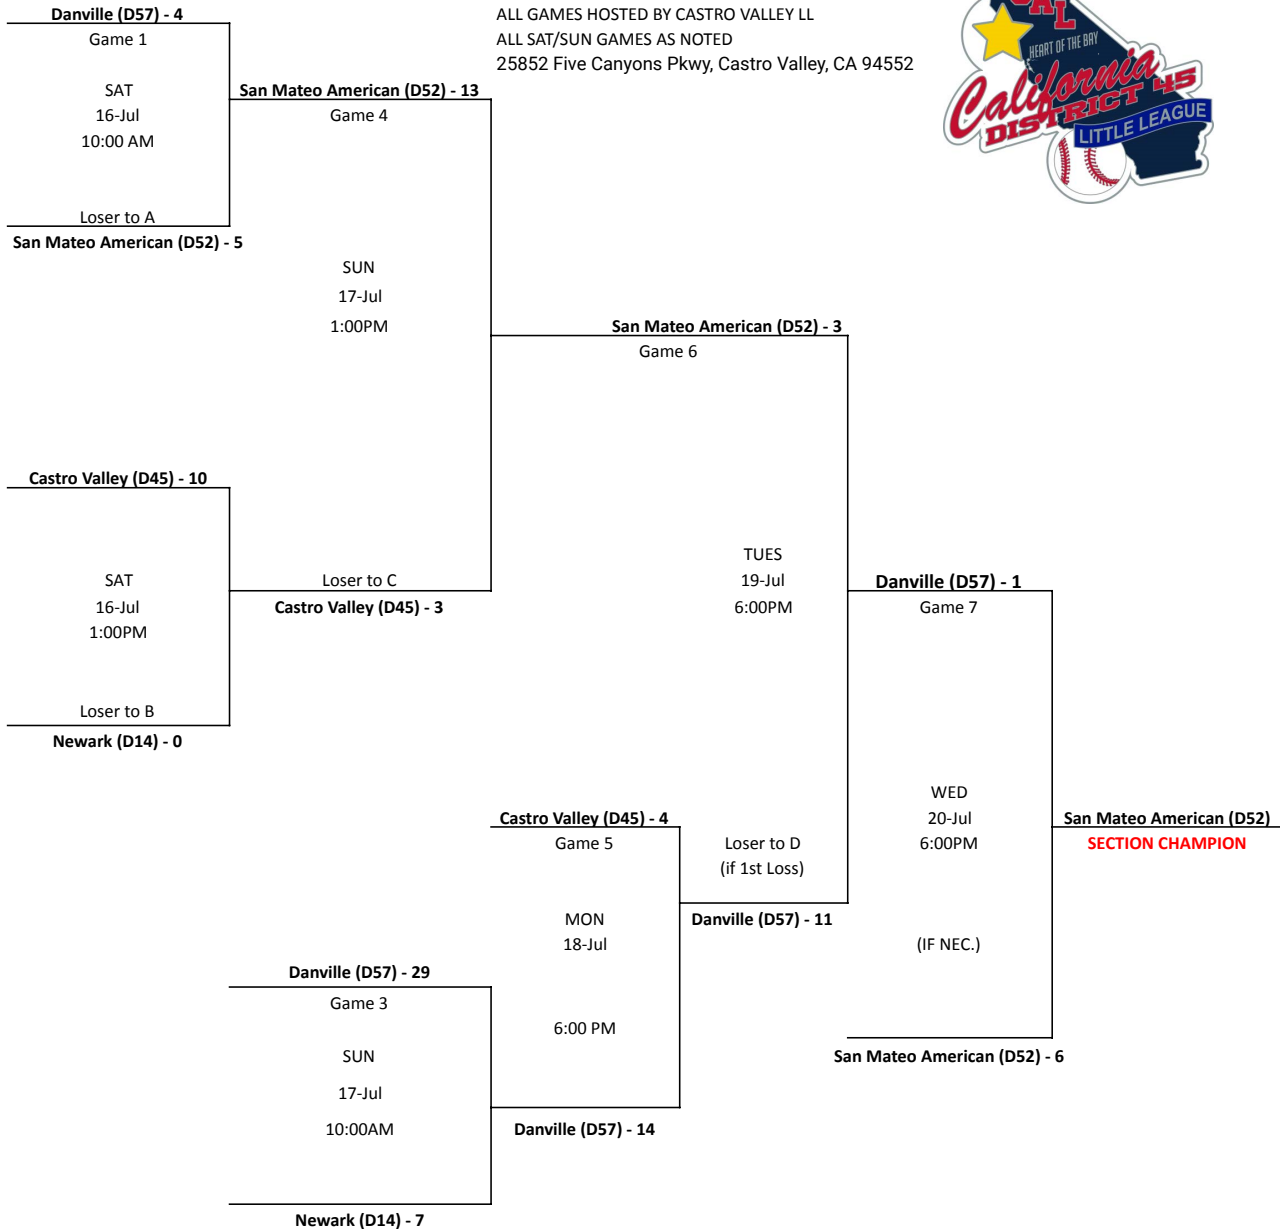 Danville (D57) - 4
Game 1
SAT
16-Jul
10:00 AM
Loser to A
San Mateo American (D52) - 5
ALL GAMES HOSTED BY CASTRO VALLEY LL
ALL SAT/SUN GAMES AS NOTED
25852 Five Canyons Pkwy, Castro Valley, CA 94552
HEART OF THE BAY
California
DISTRICT 45
LITTLE LEAGUE
San Mateo American (D52) - 13
Game 4
SUN
17-Jul
1:00PM
Loser to C
Castro Valley (D45) - 3
Castro Valley (D45) - 10
SAT
16-Jul
1:00PM
Loser to B
Newark (D14) - 0
San Mateo American (D52) - 3
Game 6
TUES
19-Jul
6:00PM
Loser to D
(if 1st Loss)
Danville (D57) - 11
Castro Valley (D45) - 4
Game 5
MON
18-Jul
6:00 PM
Danville (D57) - 14
Danville (D57) - 29
Game 3
SUN
17-Jul
10:00AM
Newark (D14) - 7
Danville (D57) - 1
Game 7
WED
20-Jul
6:00PM
(IF NEC.)
San Mateo American (D52) - 6
San Mateo American (D52)
SECTION CHAMPION